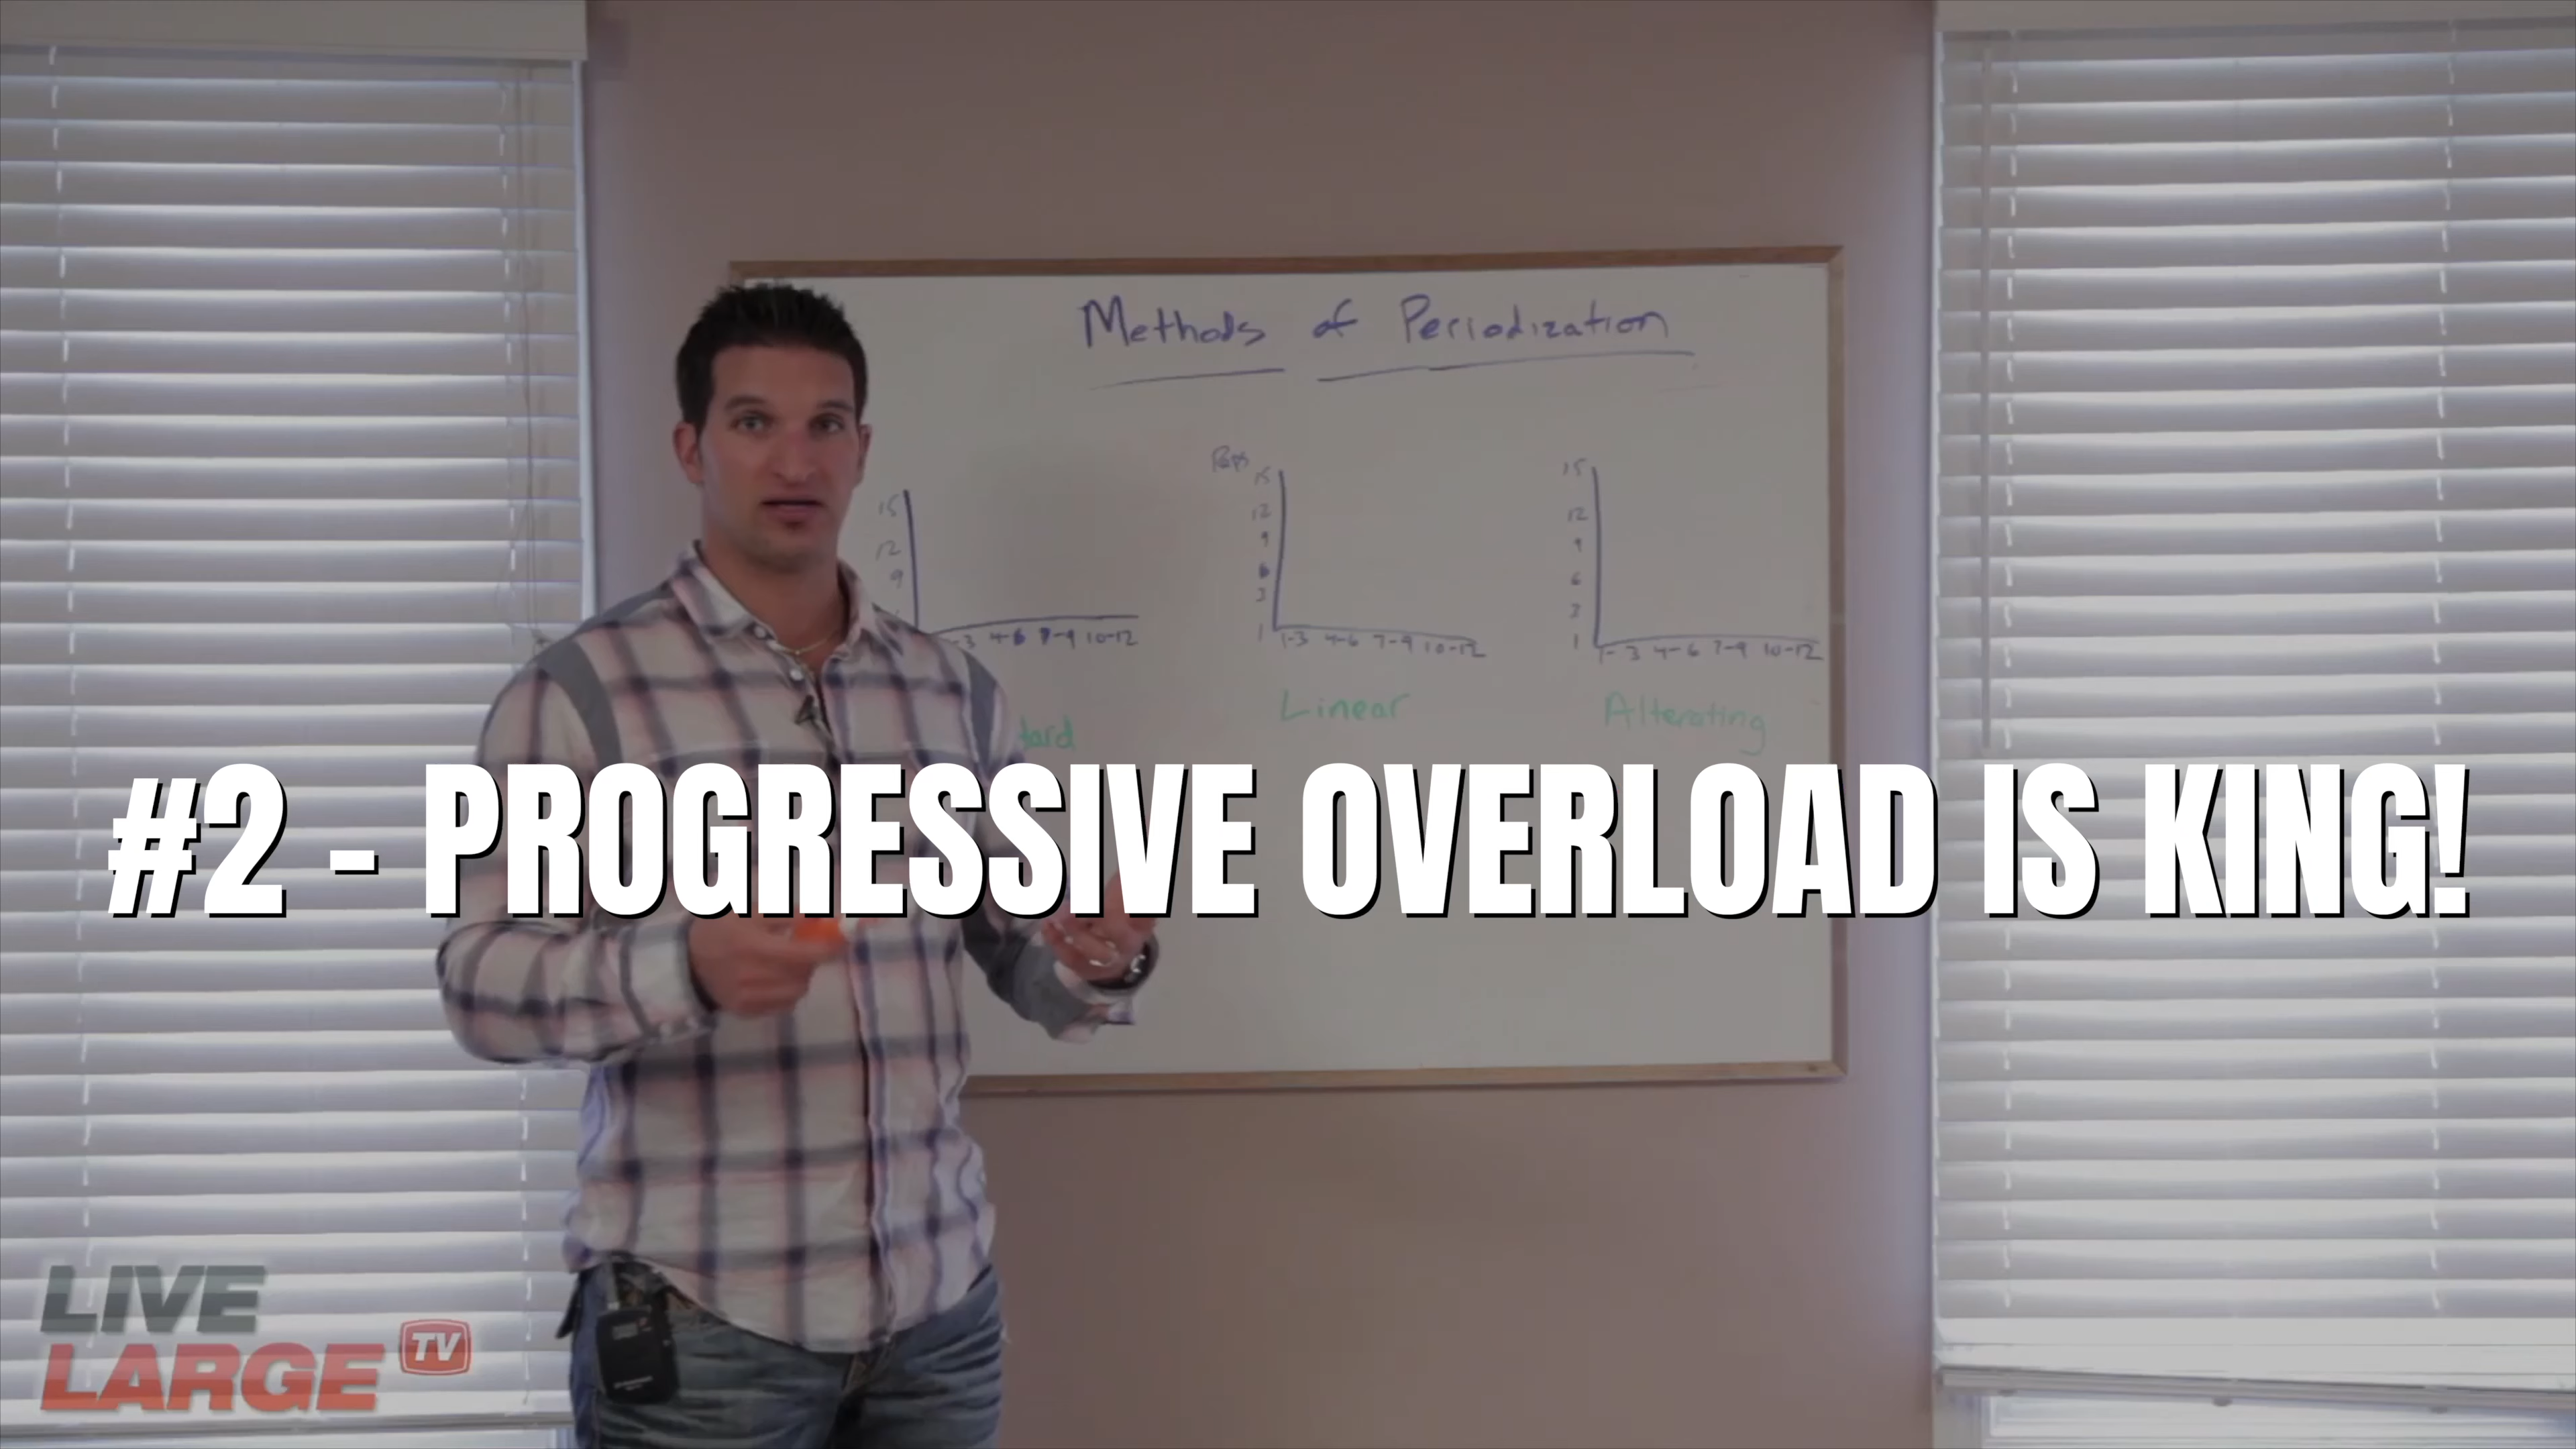 Methods of Periodization
15
12
9
-3 4-6 7-9 10-12
tard
Reps
15
12
9
6
3
1
1-3 4-6 7-9 10-12
Linear
15
12
9
6
3
1
1-3 4-6 7-9 10-12
Alterating
#2 - PROGRESSIVE OVERLOAD IS KING!
LIVE
LARGE TV